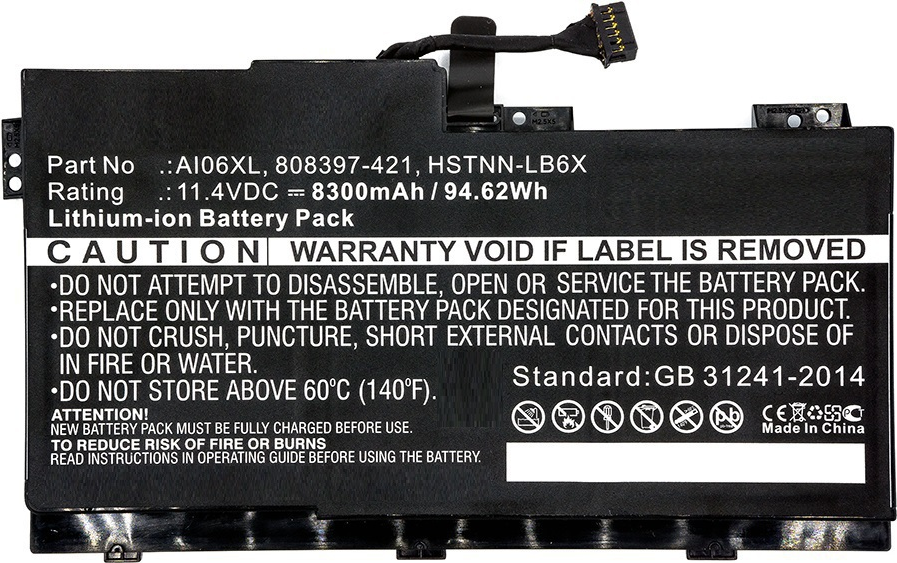 Part No .:AI06XL, 808397-421, HSTNN-LB6X
Rating .: 11.4VDC ⎓ 8300mAh / 94.62Wh
Lithium-ion Battery Pack
CAUTION WARRANTY VOID IF LABEL IS REMOVED
•DO NOT ATTEMPT TO DISASSEMBLE, OPEN OR SERVICE THE BATTERY PACK.
•REPLACE ONLY WITH THE BATTERY PACK DESIGNATED FOR THIS PRODUCT.
•DO NOT CRUSH, PUNCTURE, SHORT EXTERNAL CONTACTS OR DISPOSE OF
IN FIRE OR WATER.
•DO NOT STORE ABOVE 60ºC (140ºF).
Standard:GB 31241-2014
ATTENTION!
NEW BATTERY PACK MUST BE FULLY CHARGED BEFORE USE.
TO REDUCE RISK OF FIRE OR BURNS
READ INSTRUCTIONS IN OPERATING GUIDE BEFORE USING THE BATTERY.
Pb
CE
Made In China